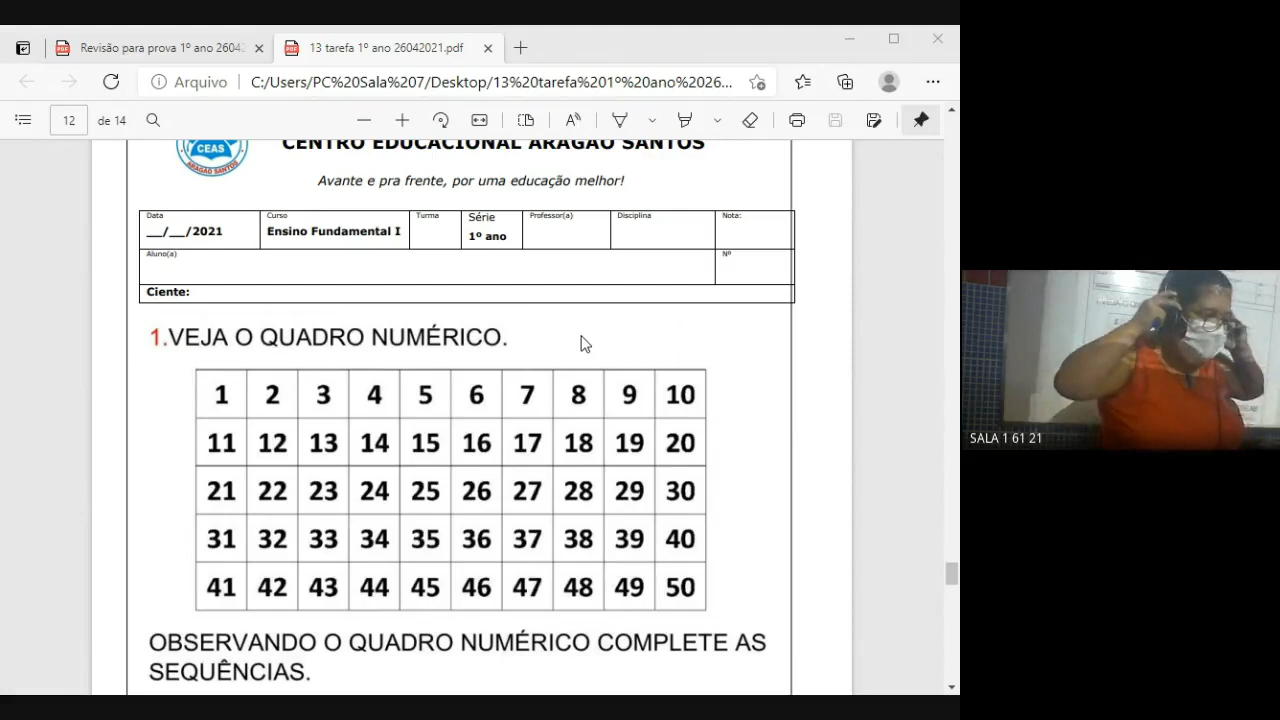 Revisão para prova 1º ano 2604
13 tarefa 1º ano 26042021.pdf
Arquivo
C:/Users/PC%20Sala%207/Desktop/13%20tarefa%201º%20ano%2026...
12 de 14
CEAS
ARAGÃO SANTOS
CENTRO EDUCACIONAL ARAGÃO SANTOS
Avante e pra frente, por uma educação melhor!
Data Curso Turma Série Professor(a) Disciplina Nota:
__/__/2021 Ensino Fundamental I 1º ano
Aluno(a) Nº
Ciente:
1.VEJA O QUADRO NUMÉRICO.
1 2 3 4 5 6 7 8 9 10
11 12 13 14 15 16 17 18 19 20
21 22 23 24 25 26 27 28 29 30
31 32 33 34 35 36 37 38 39 40
41 42 43 44 45 46 47 48 49 50
OBSERVANDO O QUADRO NUMÉRICO COMPLETE AS
SEQUÊNCIAS.
SALA 1 61 21